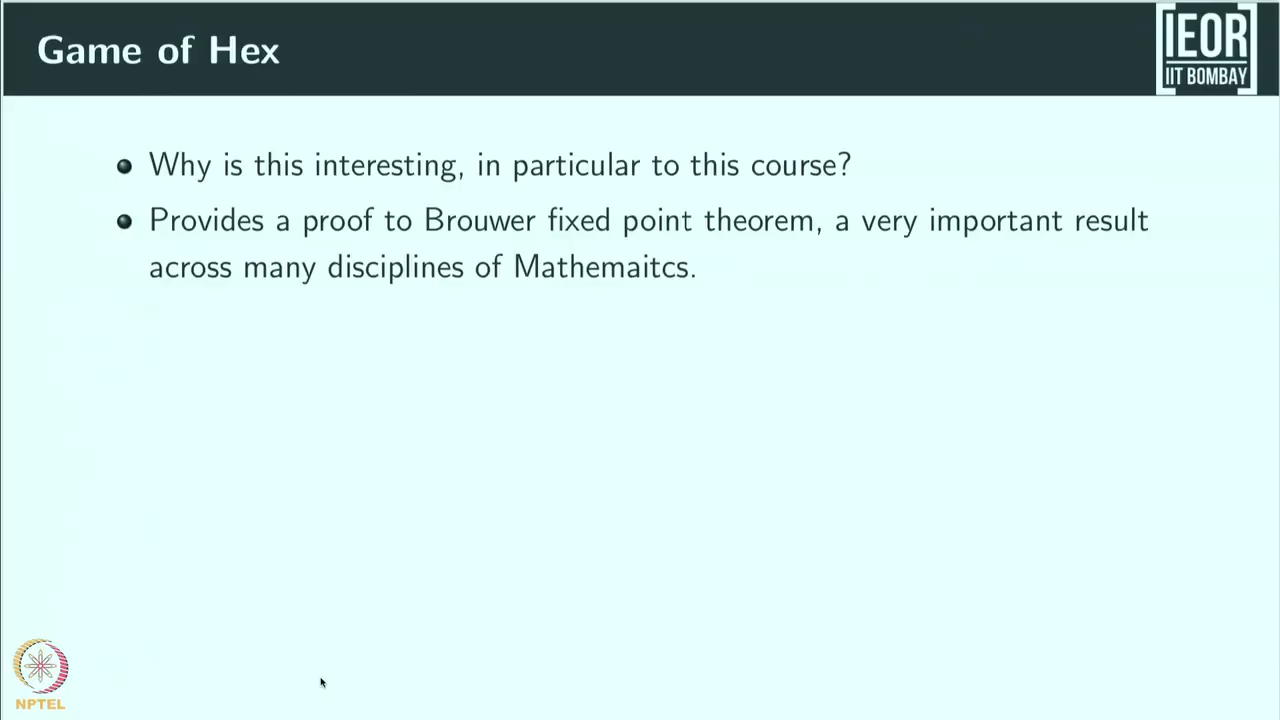 Game of Hex
IEOR
IIT BOMBAY
Why is this interesting, in particular to this course?
Provides a proof to Brouwer fixed point theorem, a very important result
across many disciplines of Mathemaitcs.
NPTEL